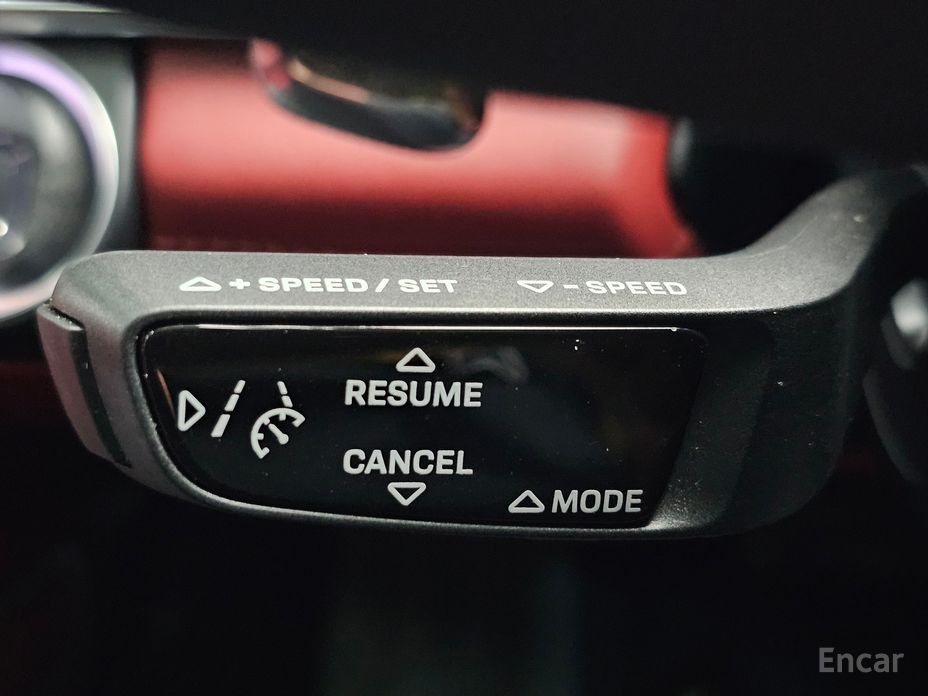 + SPEED / SET - SPEED
RESUME
CANCEL
MODE
Encar